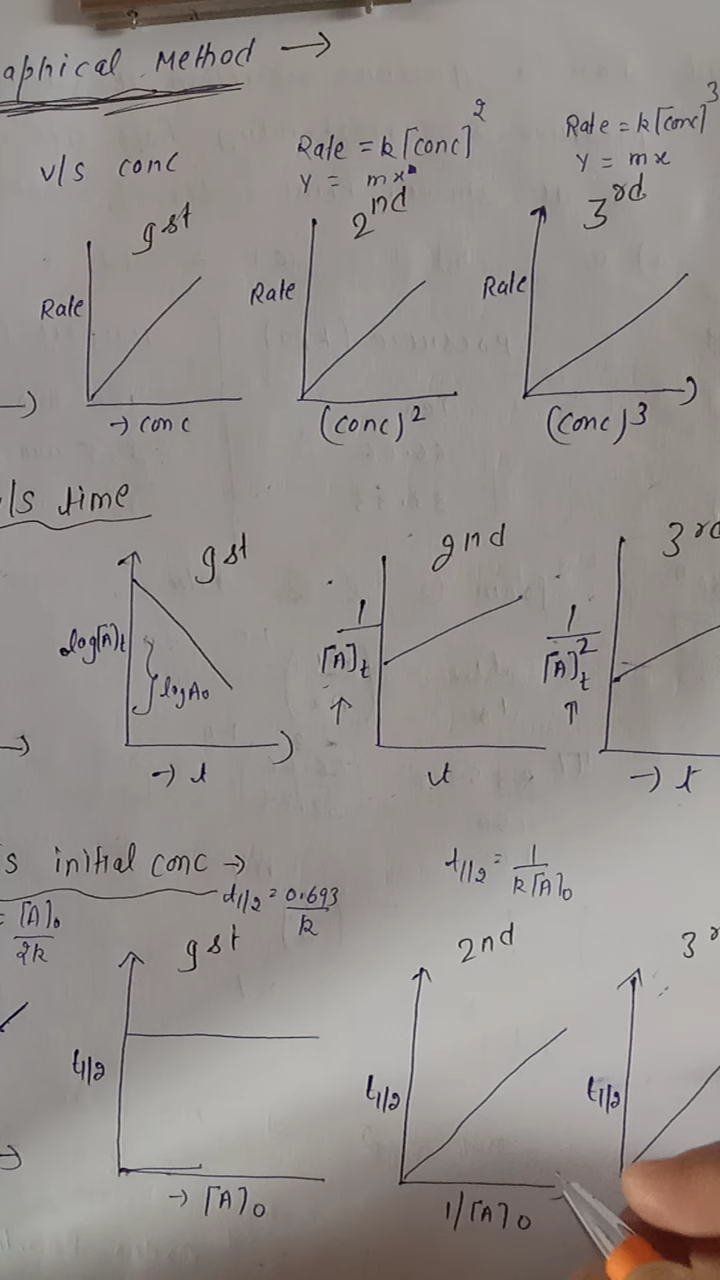 aphical Method →
v/s conc
Rate = k[conc]²
Y = mx
Rate = k[conc]³
Y = mx
1st
2nd
3rd
Rate
Rate
Rate
→ conc
(conc)²
(conc)³
/s time
1st
2nd
3rd
log[A]t
log A₀
1/[A]t
1/[A]t²
→ t
t
→ t
s initial conc →
t1/2 = 0.693/k
t1/2 = 1/k[A]₀
= [A]₀/2k
1st
2nd
3r
t1/2
t1/2
t1/2
→ [A]₀
1/[A]₀